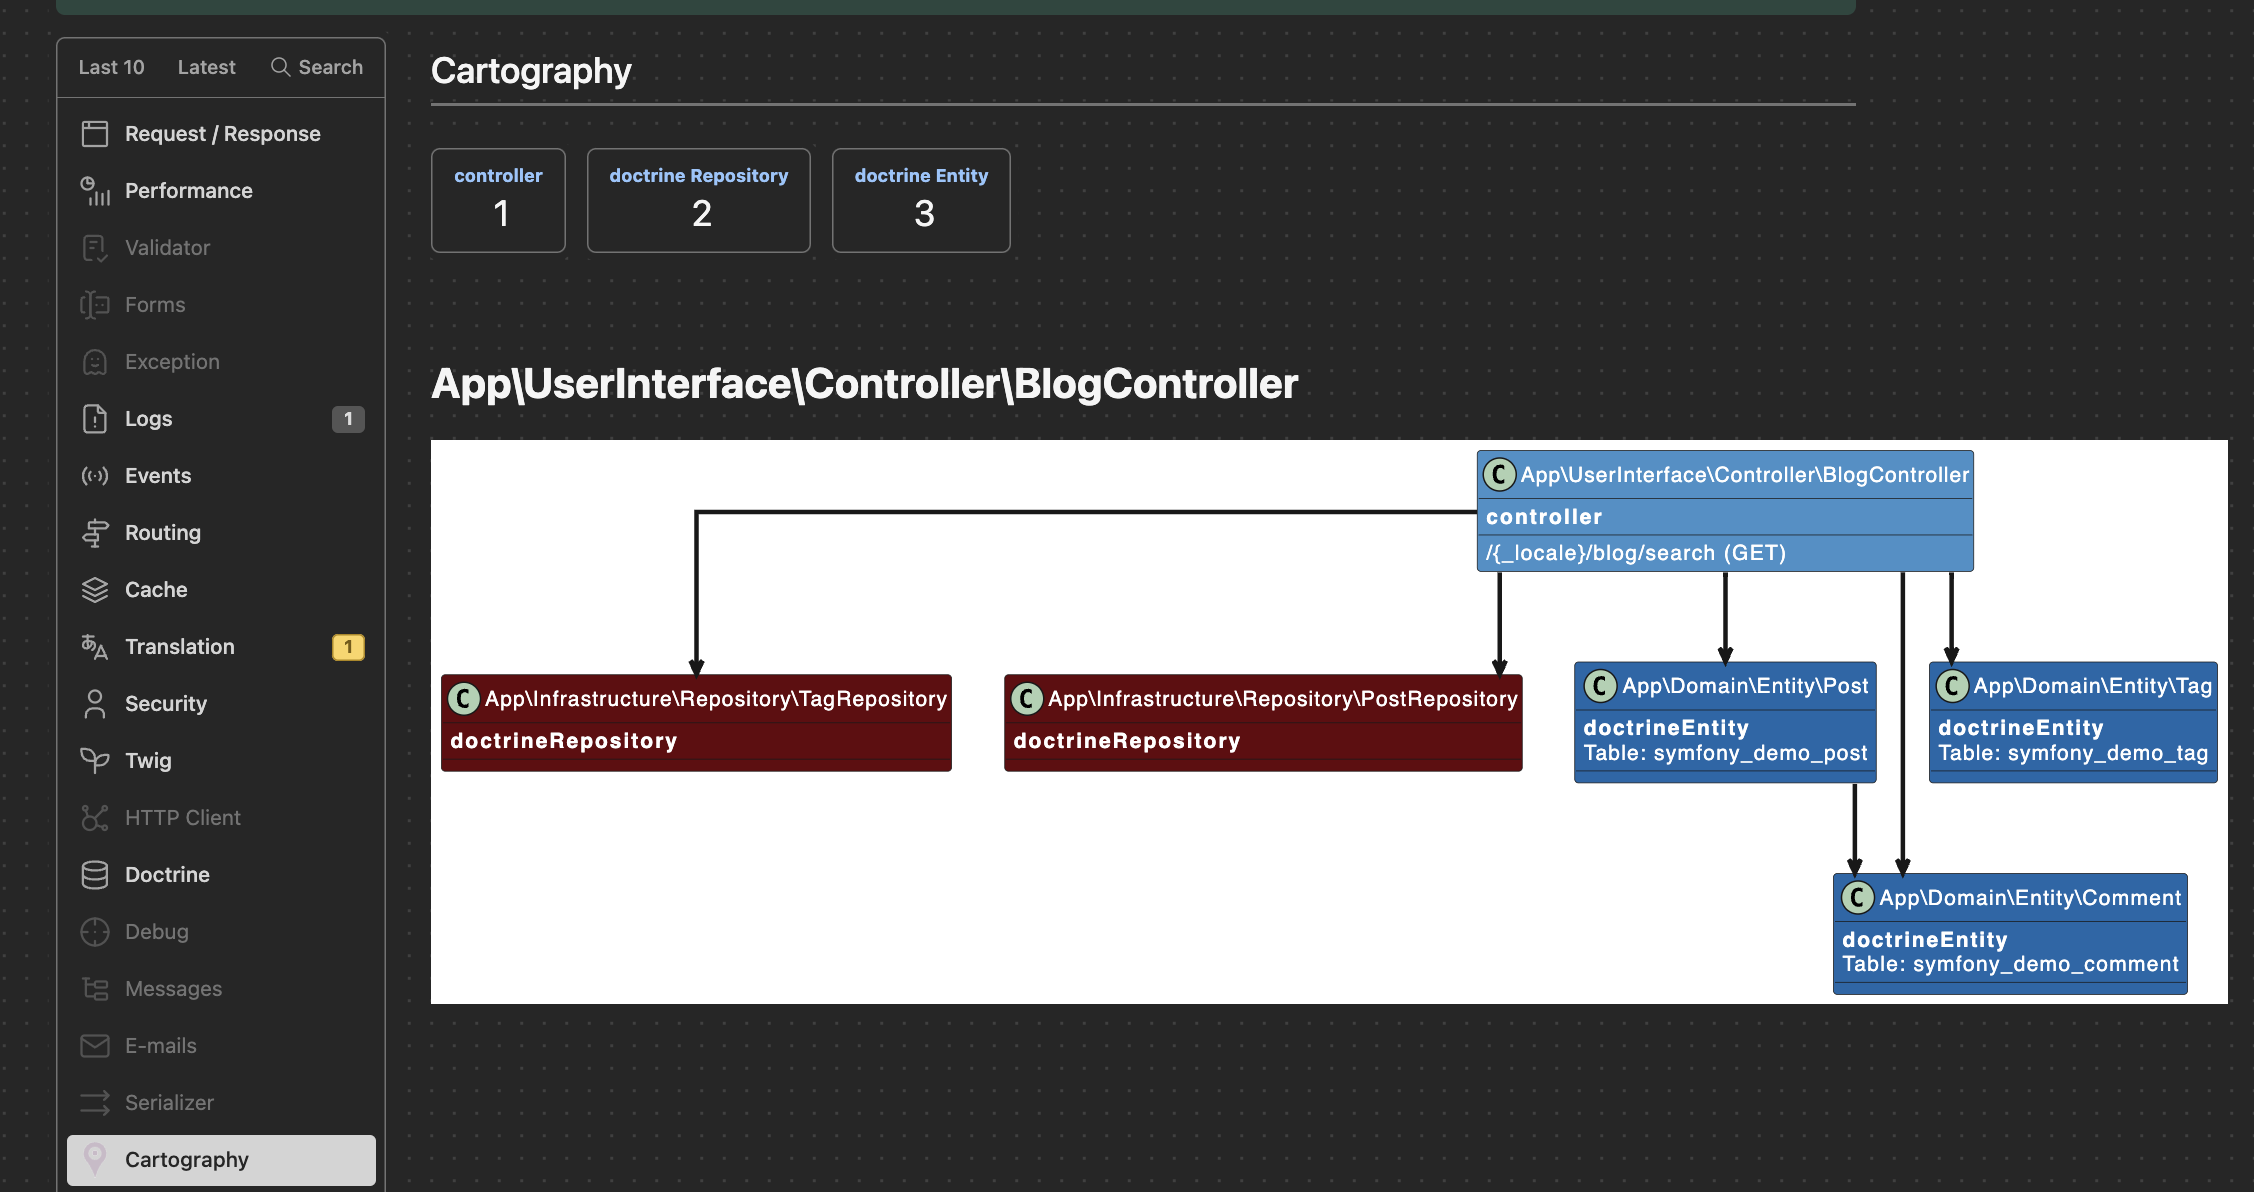 Last 10
Latest
Search
Request / Response
Performance
Validator
Forms
Exception
Logs
1
Events
Routing
Cache
Translation
1
Security
Twig
HTTP Client
Doctrine
Debug
Messages
E-mails
Serializer
Cartography
Cartography
controller
1
doctrine Repository
2
doctrine Entity
3
App\UserInterface\Controller\BlogController
C App\UserInterface\Controller\BlogController
controller
/{_locale}/blog/search (GET)
C App\Infrastructure\Repository\TagRepository
doctrineRepository
C App\Infrastructure\Repository\PostRepository
doctrineRepository
C App\Domain\Entity\Post
doctrineEntity
Table: symfony_demo_post
C App\Domain\Entity\Tag
doctrineEntity
Table: symfony_demo_tag
C App\Domain\Entity\Comment
doctrineEntity
Table: symfony_demo_comment